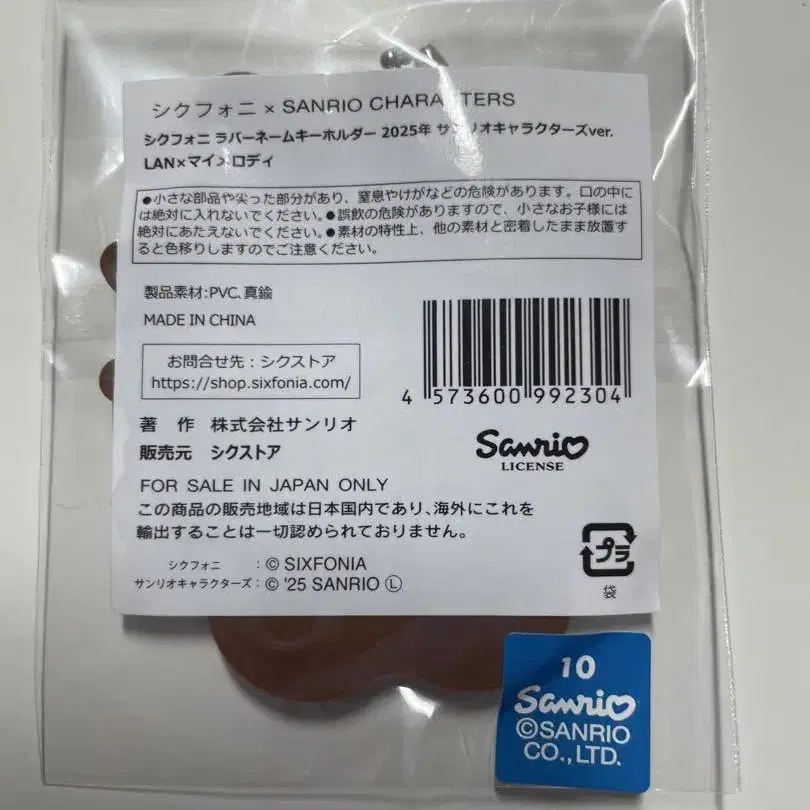 シクフォニ × SANRIO CHARACTERS
シクフォニ ラバーネームキーホルダー 2025年 サンリオキャラクターズver.
LAN×マイメロディ
●小さな部品や尖った部分があり、窒息やけがなどの危険があります。口の中に
は絶対に入れないでください。●誤飲の危険がありますので、小さなお子様には
絶対にあたえないでください。●素材の特性上、他の素材と密着したまま放置す
ると色移りしますのでご注意ください。
製品素材:PVC、真鍮
MADE IN CHINA
お問合せ先：シクストア
https://shop.sixfonia.com/
4 573600 992304
著 作 株式会社サンリオ
販売元 シクストア
Sanrio
LICENSE
FOR SALE IN JAPAN ONLY
この商品の販売地域は日本国内であり、海外にこれを
輸出することは一切認められておりません。
シクフォニ ：© SIXFONIA
サンリオキャラクターズ：© '25 SANRIO Ⓛ
プラ
袋
10
Sanrio
©SANRIO
CO.,LTD.